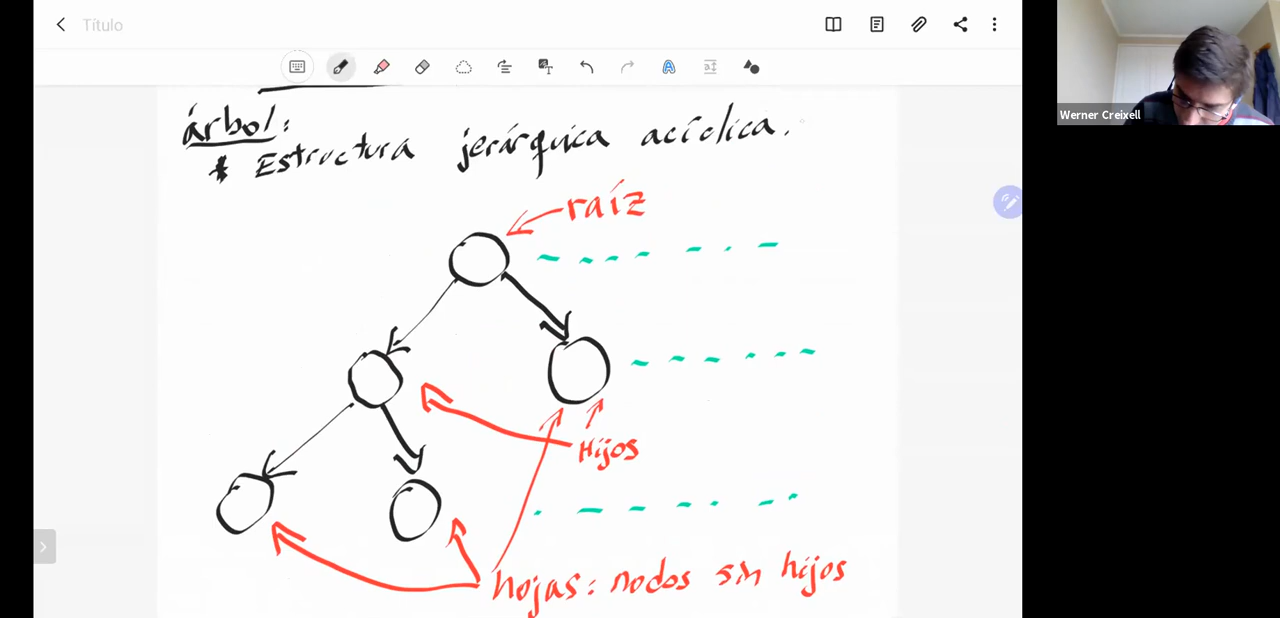 Título
Werner Creixell
árbol:
* Estructura jerárquica acíclica.
raíz
Hijos
hojas: nodos sin hijos